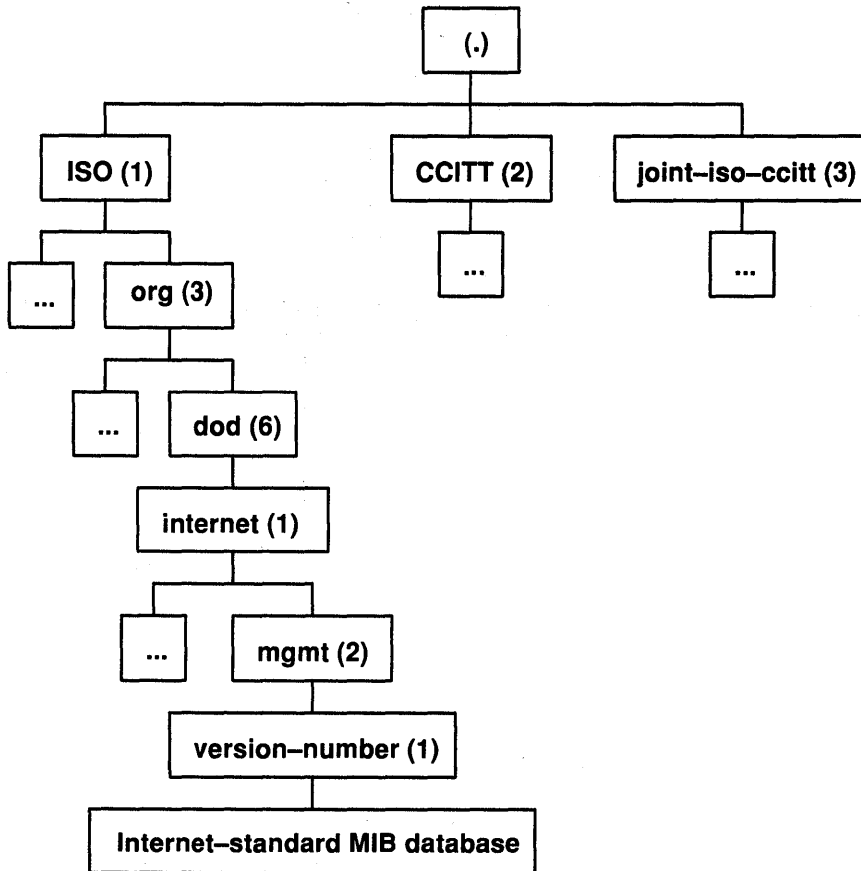 (.)
ISO (1)
CCITT (2)
joint–iso–ccitt (3)
...
org (3)
...
...
...
dod (6)
internet (1)
...
mgmt (2)
version–number (1)
Internet–standard MIB database